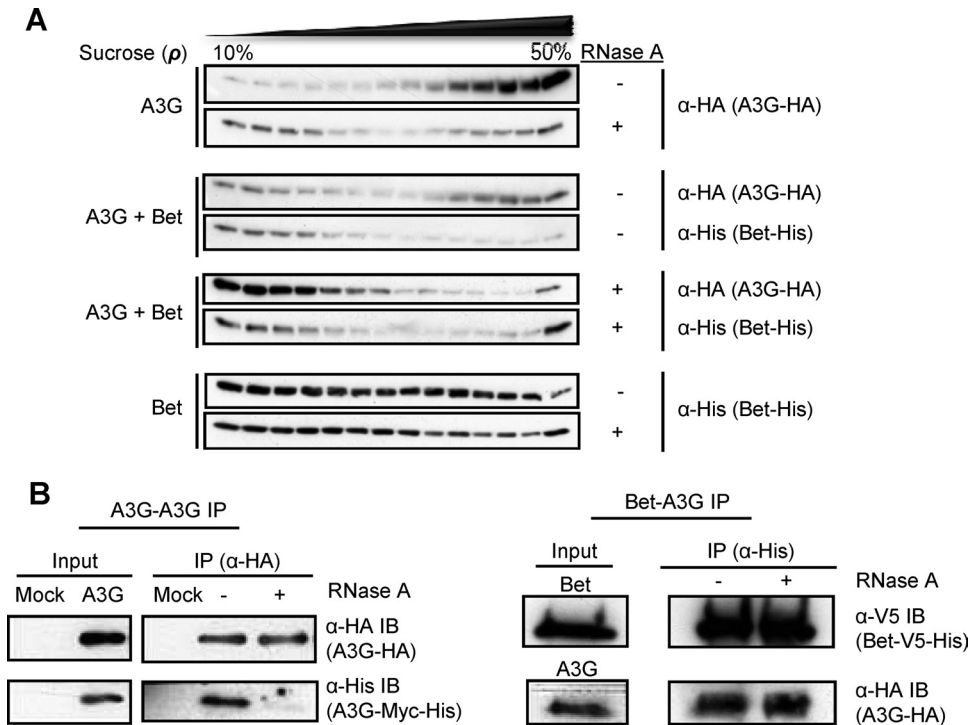 A
Sucrose (ρ) 10% 50% RNase A
A3G
-
+
α-HA (A3G-HA)
A3G + Bet
-
α-HA (A3G-HA)
-
α-His (Bet-His)
A3G + Bet
+
α-HA (A3G-HA)
+
α-His (Bet-His)
Bet
-
+
α-His (Bet-His)
B
A3G-A3G IP
Input IP (α-HA)
Mock A3G Mock - + RNase A
α-HA IB
(A3G-HA)
α-His IB
(A3G-Myc-His)
Bet-A3G IP
Input IP (α-His)
Bet - + RNase A
α-V5 IB
(Bet-V5-His)
A3G
α-HA IB
(A3G-HA)